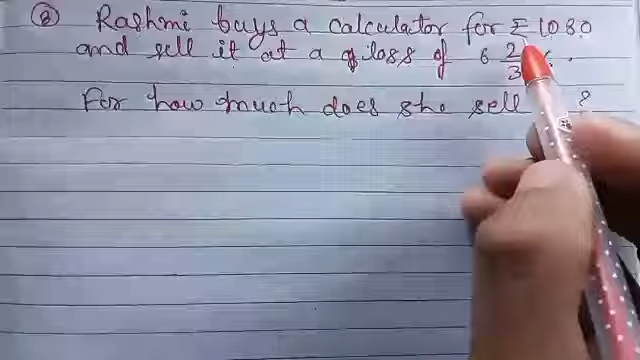 (8) Rashmi buys a calculator for ₹ 1080
and sell it at a loss of 6 2/3 %.
For how much does she sell ?